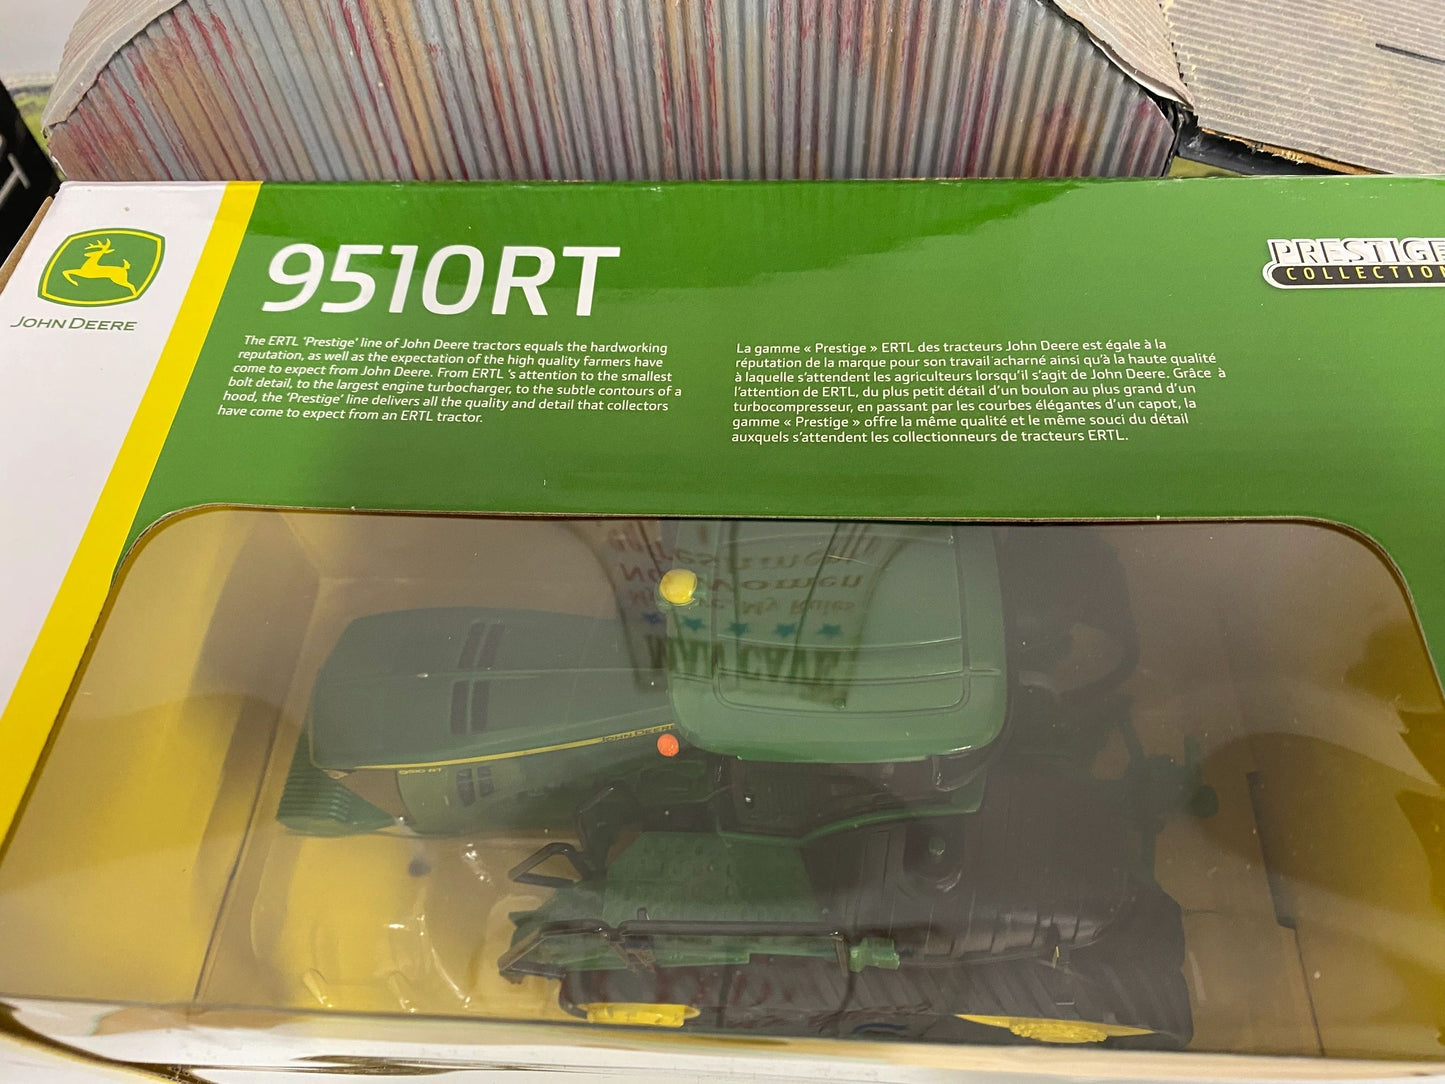 JOHN DEERE
9510RT
PRESTIGE
COLLECTION
The ERTL 'Prestige' line of John Deere tractors equals the hardworking
reputation, as well as the expectation of the high quality farmers have
come to expect from John Deere. From ERTL 's attention to the smallest
bolt detail, to the largest engine turbocharger, to the subtle contours of a
hood, the 'Prestige' line delivers all the quality and detail that collectors
have come to expect from an ERTL tractor.
La gamme « Prestige » ERTL des tracteurs John Deere est égale à la
réputation de la marque pour son travail acharné ainsi qu'à la haute qualité
à laquelle s'attendent les agriculteurs lorsqu'il s'agit de John Deere. Grâce à
l'attention de ERTL, du plus petit détail d'un boulon au plus grand d'un
turbocompresseur, en passant par les courbes élégantes d'un capot, la
gamme « Prestige » offre la même qualité et le même souci du détail
auxquels s'attendent les collectionneurs de tracteurs ERTL.
Women
My Rules
MAN CAVE
JOHN DEERE